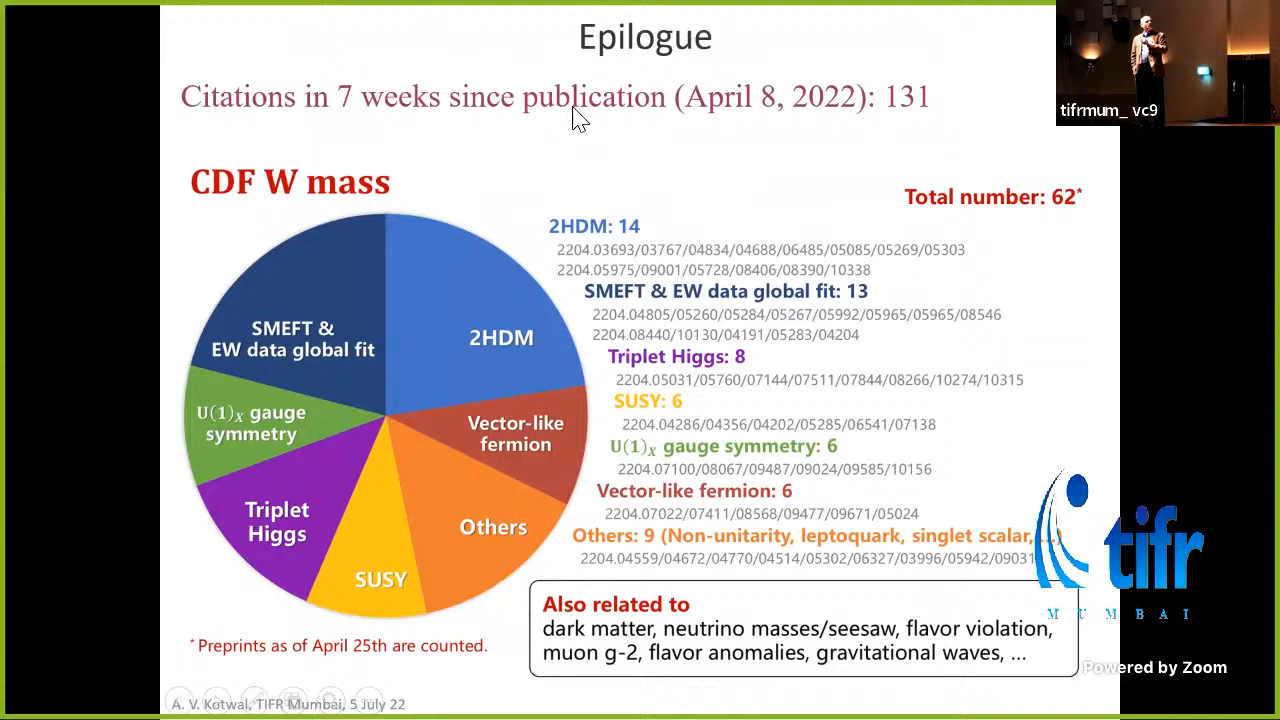 Epilogue
Citations in 7 weeks since publication (April 8, 2022): 131
tifrmum_ vc9
CDF W mass
Total number: 62*
SMEFT &
EW data global fit
2HDM
U(1)X gauge
symmetry
Vector-like
fermion
Triplet
Higgs
Others
SUSY
2HDM: 14
2204.03693/03767/04834/04688/06485/05085/05269/05303
2204.05975/09001/05728/08406/08390/10338
SMEFT & EW data global fit: 13
2204.04805/05260/05284/05267/05992/05965/05965/08546
2204.08440/10130/04191/05283/04204
Triplet Higgs: 8
2204.05031/05760/07144/07511/07844/08266/10274/10315
SUSY: 6
2204.04286/04356/04202/05285/06541/07138
U(1)X gauge symmetry: 6
2204.07100/08067/09487/09024/09585/10156
Vector-like fermion: 6
2204.07022/07411/08568/09477/09671/05024
Others: 9 (Non-unitarity, leptoquark, singlet scalar, ...)
2204.04559/04672/04770/04514/05302/06327/03996/05942/09031
Also related to
dark matter, neutrino masses/seesaw, flavor violation,
muon g-2, flavor anomalies, gravitational waves, ...
* Preprints as of April 25th are counted.
A. V. Kotwal, TIFR Mumbai, 5 July 22
tifr
MUMBAI
Powered by Zoom